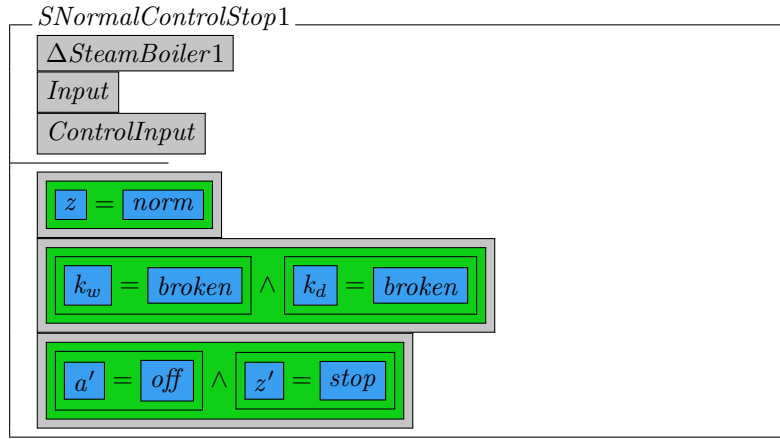 SNormalControlStop1
ΔSteamBoiler1
Input
ControlInput
z = norm
k_w = broken ∧ k_d = broken
a′ = off ∧ z′ = stop